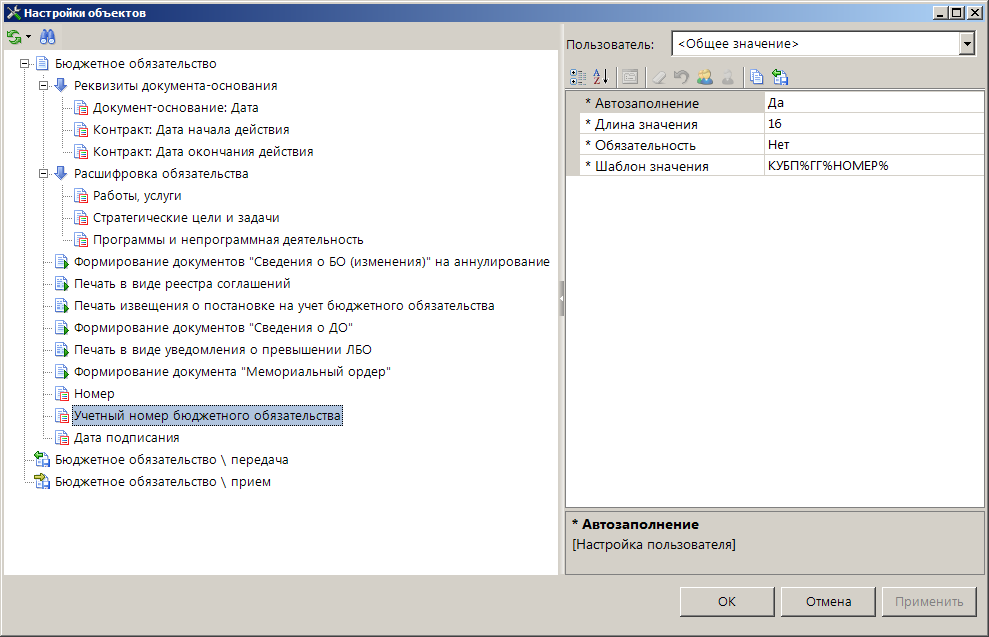 Настройки объектов
Бюджетное обязательство
Реквизиты документа-основания
Документ-основание: Дата
Контракт: Дата начала действия
Контракт: Дата окончания действия
Расшифровка обязательства
Работы, услуги
Стратегические цели и задачи
Программы и непрограммная деятельность
Формирование документов "Сведения о БО (изменения)" на аннулирование
Печать в виде реестра соглашений
Печать извещения о постановке на учет бюджетного обязательства
Формирование документов "Сведения о ДО"
Печать в виде уведомления о превышении ЛБО
Формирование документа "Мемориальный ордер"
Номер
Учетный номер бюджетного обязательства
Дата подписания
Бюджетное обязательство \ передача
Бюджетное обязательство \ прием
Пользователь: <Общее значение>
* Автозаполнение Да
* Длина значения 16
* Обязательность Нет
* Шаблон значения КУБП%ГГ%НОМЕР%
* Автозаполнение
[Настройка пользователя]
ОК Отмена Применить